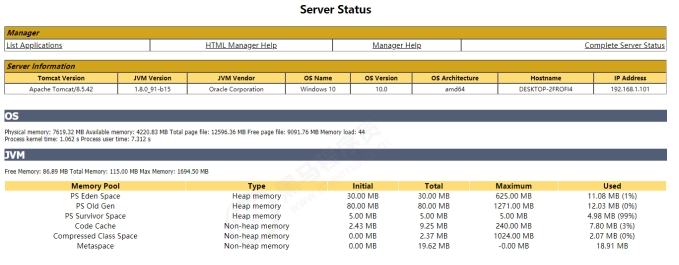 Server Status
Manager
List Applications HTML Manager Help Manager Help Complete Server Status
Server Information
Tomcat Version JVM Version JVM Vendor OS Name OS Version OS Architecture Hostname IP Address
Apache Tomcat/8.5.42 1.8.0_91-b15 Oracle Corporation Windows 10 10.0 amd64 DESKTOP-2FROFI4 192.168.1.101
OS
Physical memory: 7619.32 MB Available memory: 4220.83 MB Total page file: 12596.36 MB Free page file: 9091.76 MB Memory load: 44
Process kernel time: 1.062 s Process user time: 7.312 s
JVM
Free Memory: 86.89 MB Total Memory: 115.00 MB Max Memory: 1694.50 MB
Memory Pool Type Initial Total Maximum Used
PS Eden Space Heap memory 30.00 MB 30.00 MB 625.00 MB 11.08 MB (1%)
PS Old Gen Heap memory 80.00 MB 80.00 MB 1271.00 MB 12.03 MB (0%)
PS Survivor Space Heap memory 5.00 MB 5.00 MB 5.00 MB 4.98 MB (99%)
Code Cache Non-heap memory 2.43 MB 9.25 MB 240.00 MB 7.80 MB (3%)
Compressed Class Space Non-heap memory 0.00 MB 2.37 MB 1024.00 MB 2.07 MB (0%)
Metaspace Non-heap memory 0.00 MB 19.62 MB -0.00 MB 18.91 MB